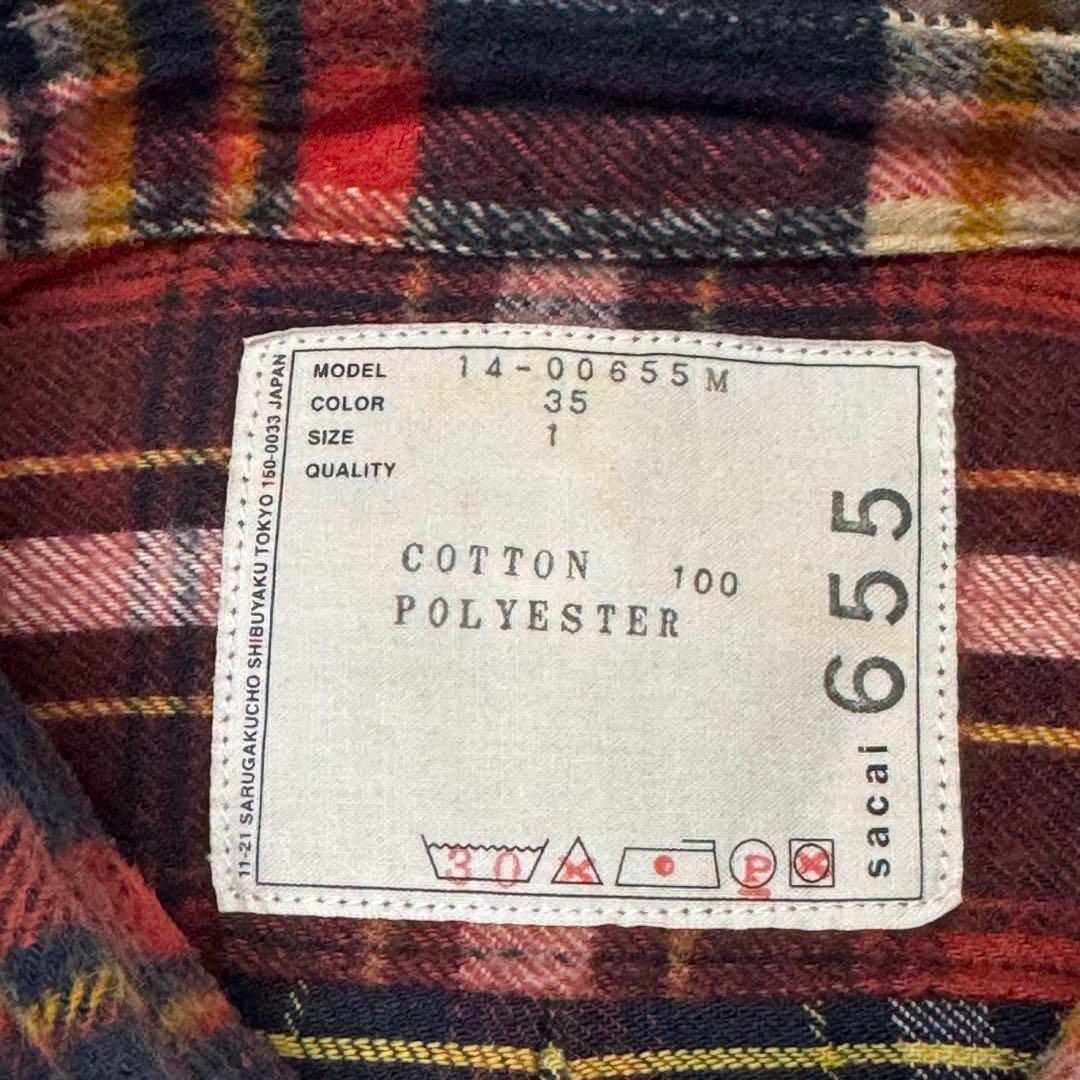 MODEL 14-00655M
COLOR 35
SIZE 1
QUALITY
COTTON 100
POLYESTER
30 P
sacai 655
11-21 SARUGAKUCHO SHIBUYAKU TOKYO 150-0033 JAPAN